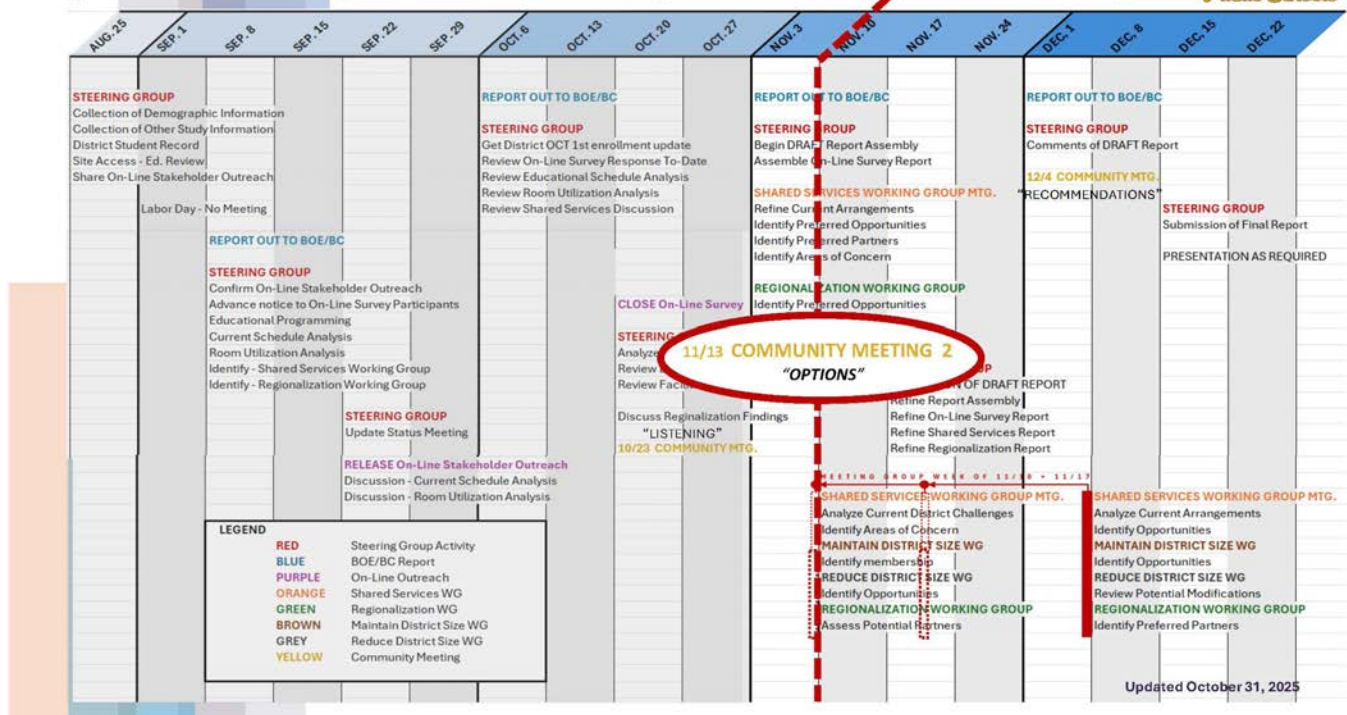 AUG.25 SEP. 1 SEP. 8 SEP. 15 SEP. 22 SEP. 29 OCT. 6 OCT. 13 OCT. 20 OCT. 27 NOV. 3 NOV. 10 NOV. 17 NOV. 24 DEC, 1 DEC, 8 DEC, 15 DEC, 22
STEERING GROUP
Collection of Demographic Information
Collection of Other Study Information
District Student Record
Site Access - Ed. Review
Share On-Line Stakeholder Outreach
Labor Day - No Meeting
REPORT OUT TO BOE/BC
STEERING GROUP
Confirm On-Line Stakeholder Outreach
Advance notice to On-Line Survey Participants
Educational Programming
Current Schedule Analysis
Room Utilization Analysis
Identify - Shared Services Working Group
Identify - Regionalization Working Group
STEERING GROUP
Update Status Meeting
RELEASE On-Line Stakeholder Outreach
Discussion - Current Schedule Analysis
Discussion - Room Utilization Analysis
REPORT OUT TO BOE/BC
STEERING GROUP
Get District OCT 1st enrollment update
Review On-Line Survey Response To-Date
Review Educational Schedule Analysis
Review Room Utilization Analysis
Review Shared Services Discussion
CLOSE On-Line Survey
STEERING
Analyze
Review
Review
Discuss Reginalization Findings
"LISTENING"
10/23 COMMUNITY MTG.
REPORT OUT TO BOE/BC
STEERING GROUP
Begin DRAFT Report Assembly
Assemble On-Line Survey Report
SHARED SERVICES WORKING GROUP MTG.
Refine Current Arrangements
Identify Preferred Opportunities
Identify Preferred Partners
Identify Areas of Concern
REGIONALIZATION WORKING GROUP
Identify Preferred Opportunities
11/13 COMMUNITY MEETING 2
"OPTIONS"
OF DRAFT REPORT
Refine Report Assembly
Refine On-Line Survey Report
Refine Shared Services Report
Refine Regionalization Report
MEETING GROUP WEEK OF 11/10 + 11/17
SHARED SERVICES WORKING GROUP MTG.
Analyze Current District Challenges
Identify Areas of Concern
MAINTAIN DISTRICT SIZE WG
Identify membership
REDUCE DISTRICT SIZE WG
Identify Opportunities
REGIONALIZATION WORKING GROUP
Assess Potential Partners
REPORT OUT TO BOE/BC
STEERING GROUP
Comments of DRAFT Report
12/4 COMMUNITY MTG.
"RECOMMENDATIONS"
STEERING GROUP
Submission of Final Report
PRESENTATION AS REQUIRED
SHARED SERVICES WORKING GROUP MTG.
Analyze Current Arrangements
Identify Opportunities
MAINTAIN DISTRICT SIZE WG
Identify Opportunities
REDUCE DISTRICT SIZE WG
Review Potential Modifications
REGIONALIZATION WORKING GROUP
Identify Preferred Partners
LEGEND
RED Steering Group Activity
BLUE BOE/BC Report
PURPLE On-Line Outreach
ORANGE Shared Services WG
GREEN Regionalization WG
BROWN Maintain District Size WG
GREY Reduce District Size WG
YELLOW Community Meeting
Updated October 31, 2025